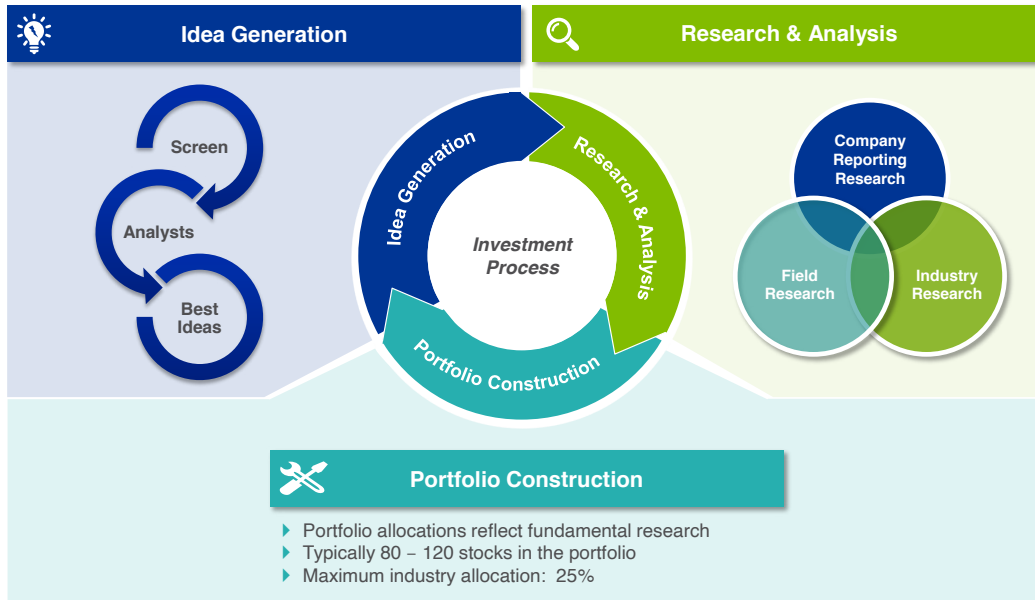 Idea Generation
Research & Analysis
Screen
Analysts
Best
Ideas
Idea Generation
Research & Analysis
Portfolio Construction
Investment
Process
Company
Reporting
Research
Field
Research
Industry
Research
Portfolio Construction
Portfolio allocations reflect fundamental research
Typically 80 – 120 stocks in the portfolio
Maximum industry allocation: 25%